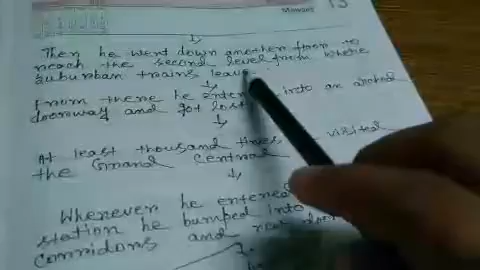 Then he went down another from to
reach the second level from where
suburban trains leave
From there he entered into an arched
doorway and got lost
At least thousand times visited
the Grand Central
Whenever he entered
station he bumped into
corridors and new